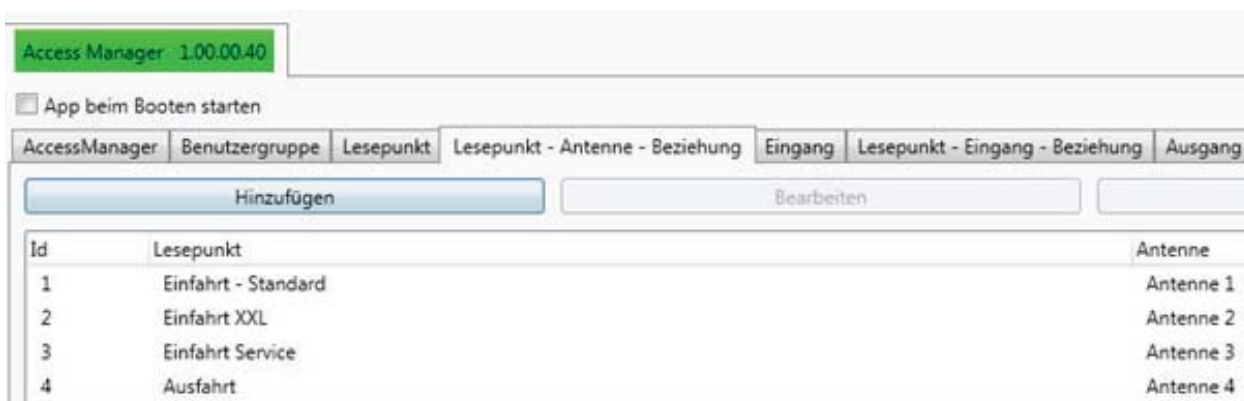 Access Manager 1.00.00.40
App beim Booten starten
AccessManager Benutzergruppe Lesepunkt Lesepunkt - Antenne - Beziehung Eingang Lesepunkt - Eingang - Beziehung Ausgang
Hinzufügen Bearbeiten
Id Lesepunkt Antenne
1 Einfahrt - Standard Antenne 1
2 Einfahrt XXL Antenne 2
3 Einfahrt Service Antenne 3
4 Ausfahrt Antenne 4